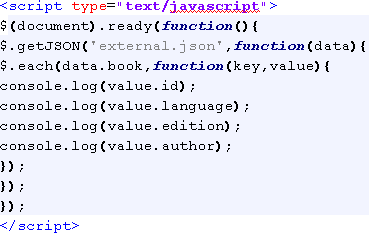 <script type="text/javascript">
$(document).ready(function(){
$.getJSON('external.json',function(data){
$.each(data.book,function(key,value){
console.log(value.id);
console.log(value.language);
console.log(value.edition);
console.log(value.author);
});
});
});
</script>